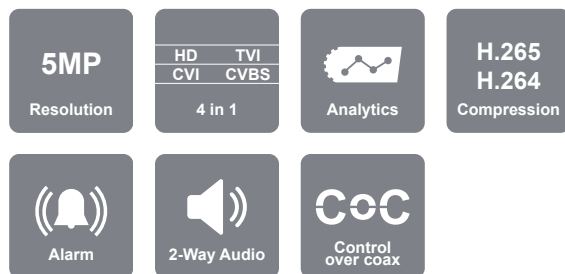 5MP
Resolution
HD TVI
CVI CVBS
4 in 1
Analytics
H.265
H.264
Compression
Alarm
2-Way Audio
CoC
Control
over coax